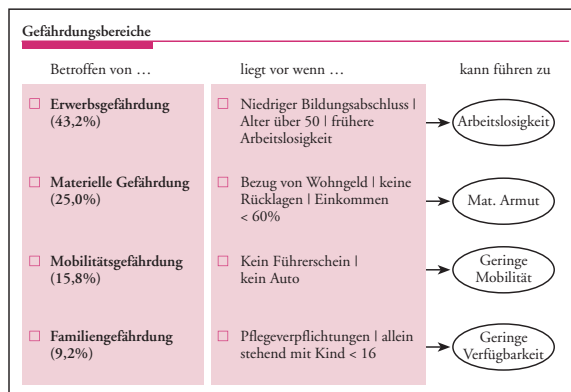 Gefährdungsbereiche
Betroffen von …
liegt vor wenn …
kann führen zu
Erwerbsgefährdung
(43,2%)
Niedriger Bildungsabschluss |
Alter über 50 | frühere
Arbeitslosigkeit
Arbeitslosigkeit
Materielle Gefährdung
(25,0%)
Bezug von Wohngeld | keine
Rücklagen | Einkommen
< 60%
Mat. Armut
Mobilitätsgefährdung
(15,8%)
Kein Führerschein |
kein Auto
Geringe
Mobilität
Familiengefährdung
(9,2%)
Pflegeverpflichtungen | allein
stehend mit Kind < 16
Geringe
Verfügbarkeit